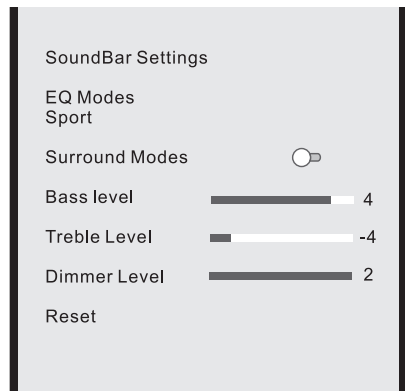 SoundBar Settings
EQ Modes
Sport
Surround Modes
Bass level 4
Treble Level -4
Dimmer Level 2
Reset